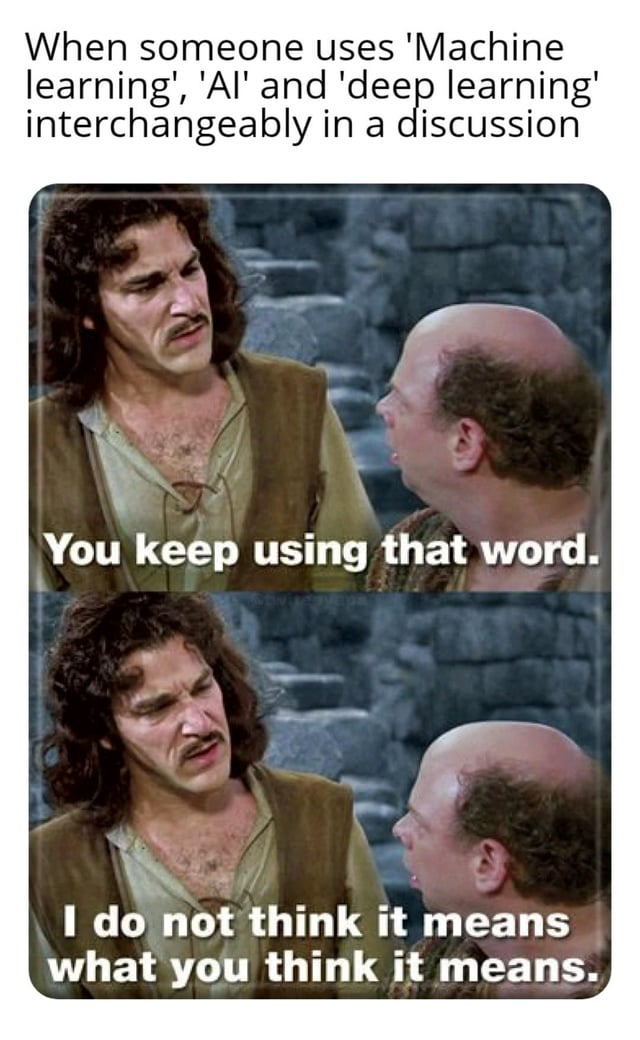 When someone uses 'Machine
learning', 'AI' and 'deep learning'
interchangeably in a discussion
You keep using that word.
I do not think it means
what you think it means.